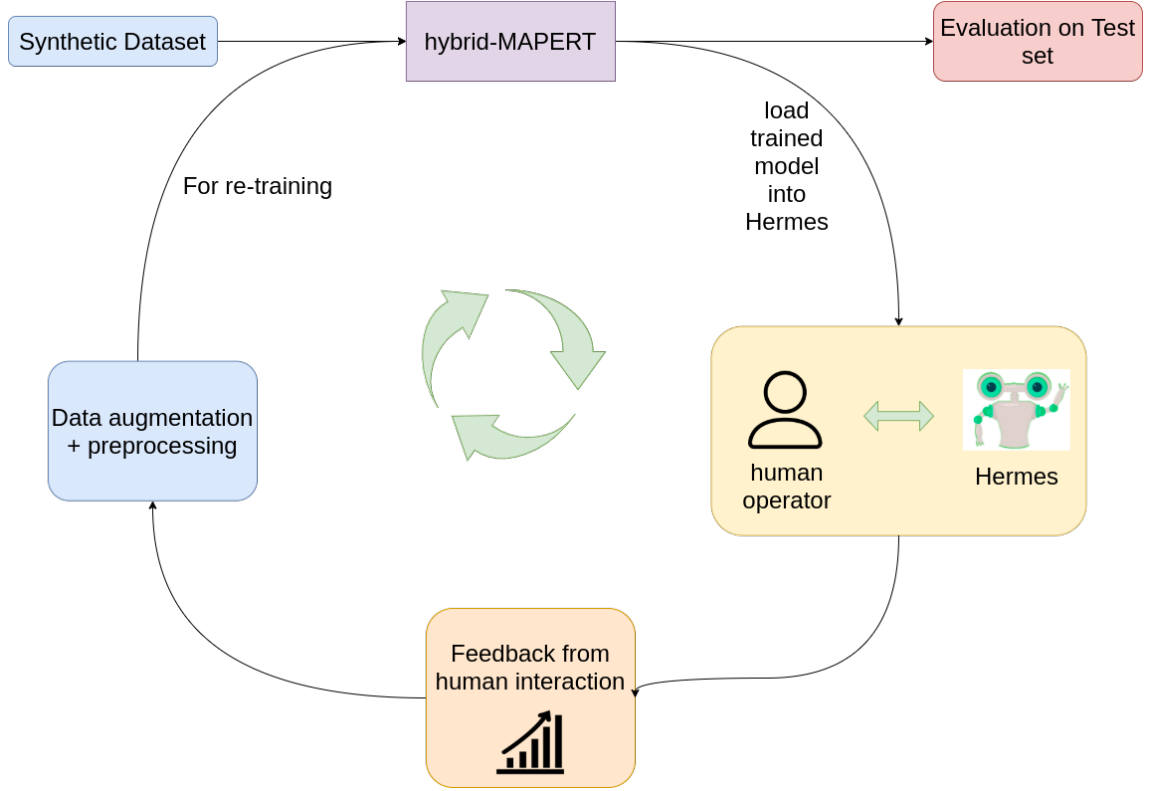 Synthetic Dataset
hybrid-MAPERT
Evaluation on Test
set
load
trained
model
into
Hermes
For re-training
Data augmentation
+ preprocessing
human
operator
Hermes
Feedback from
human interaction